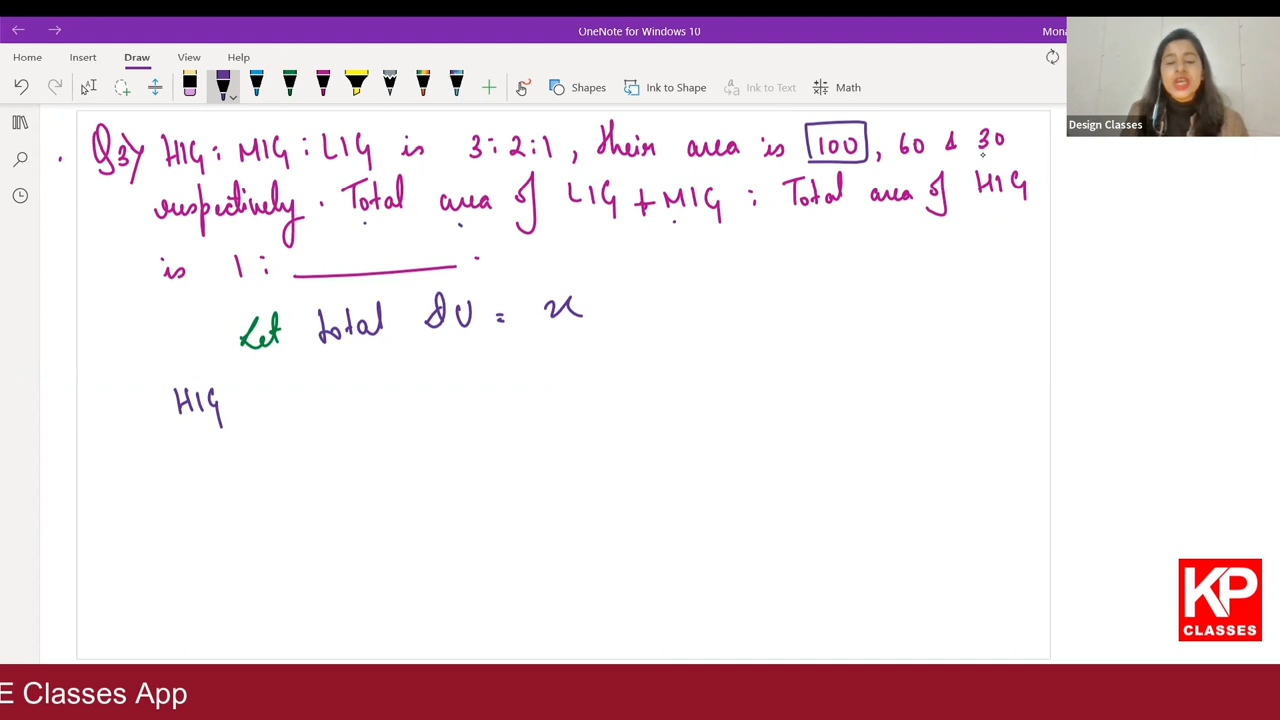 OneNote for Windows 10
Mona
Home Insert Draw View Help
Shapes Ink to Shape Ink to Text Math
Design Classes
Q3) HIG : MIG : LIG is 3:2:1, their area is 100, 60 & 30
respectively. Total area of LIG + MIG : Total area of HIG
is 1: ______.
Let total DU = x
HIG
KP
CLASSES
E Classes App